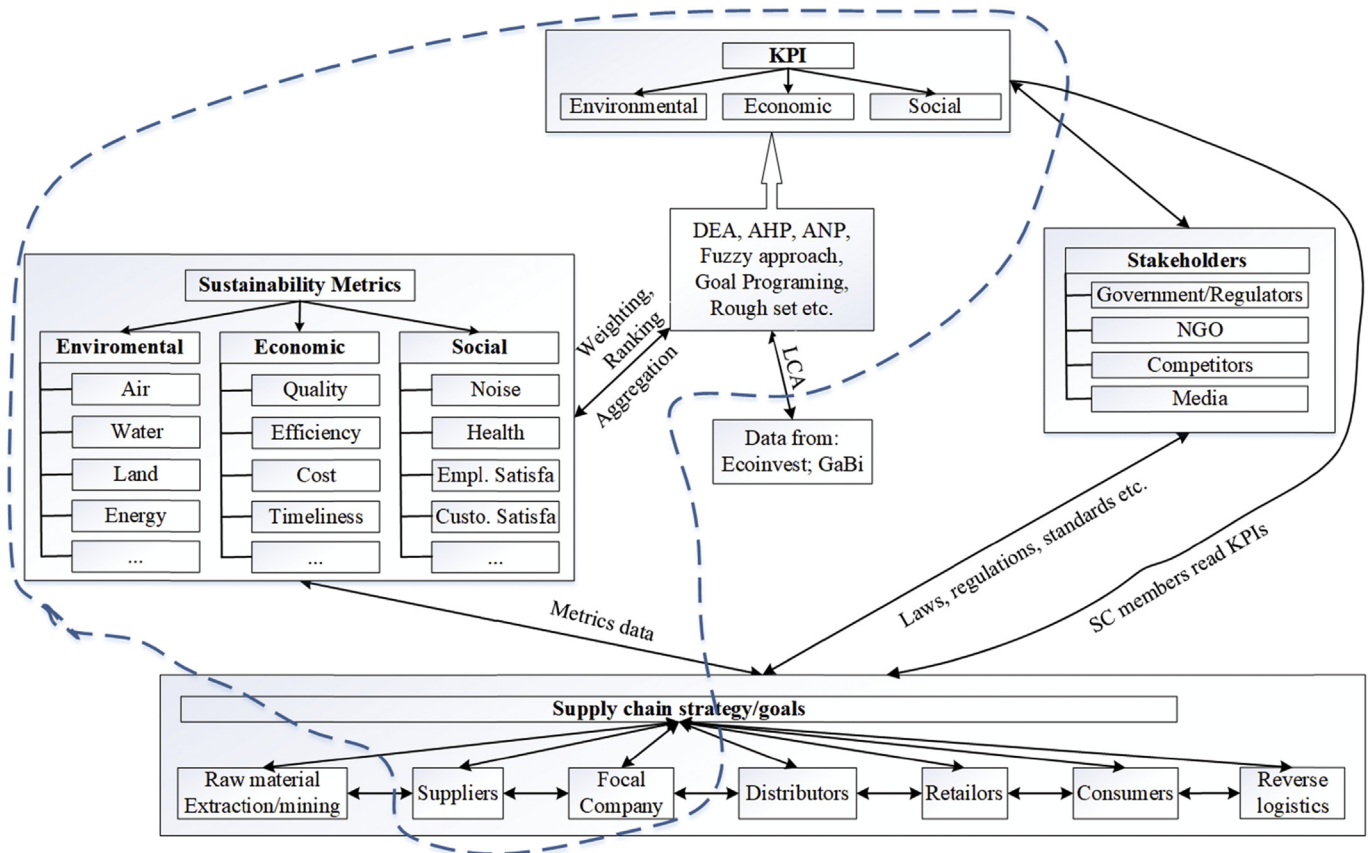 KPI
Environmental
Economic
Social
DEA, AHP, ANP,
Fuzzy approach,
Goal Programing,
Rough set etc.
Stakeholders
Government/Regulators
NGO
Competitors
Media
Sustainability Metrics
Enviromental
Economic
Social
Air
Quality
Noise
Water
Efficiency
Health
Land
Cost
Empl. Satisfa
Energy
Timeliness
Custo. Satisfa
...
...
...
Weighting,
Ranking
Aggregation
LCA
Data from:
Ecoinvest; GaBi
Metrics data
Laws, regulations, standards etc.
SC members read KPIs
Supply chain strategy/goals
Raw material
Extraction/mining
Suppliers
Focal
Company
Distributors
Retailors
Consumers
Reverse
logistics